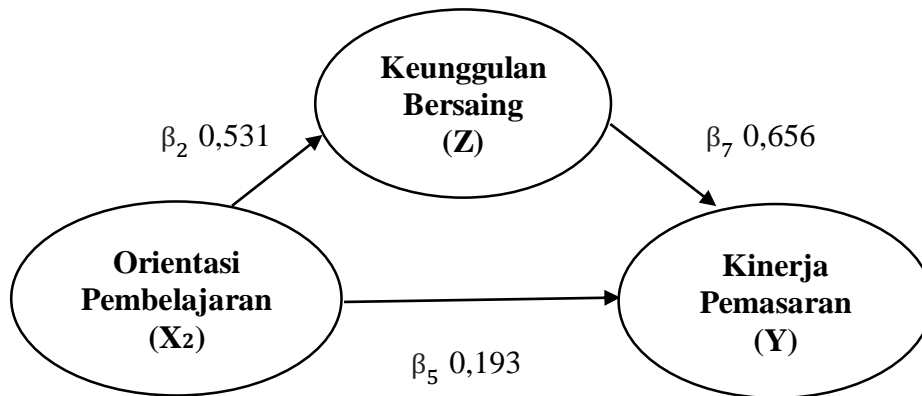 Keunggulan
Bersaing
(Z)
β₂ 0,531
β₇ 0,656
Orientasi
Pembelajaran
(X₂)
Kinerja
Pemasaran
(Y)
β₅ 0,193